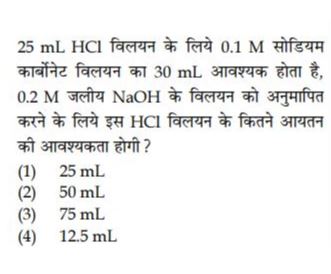 25 mL HCl विलयन के लिये 0.1 M सोडियम
कार्बोनेट विलयन का 30 mL आवश्यक होता है,
0.2 M जलीय NaOH के विलयन को अनुमापित
करने के लिये इस HCl विलयन के कितने आयतन
की आवश्यकता होगी ?
(1) 25 mL
(2) 50 mL
(3) 75 mL
(4) 12.5 mL